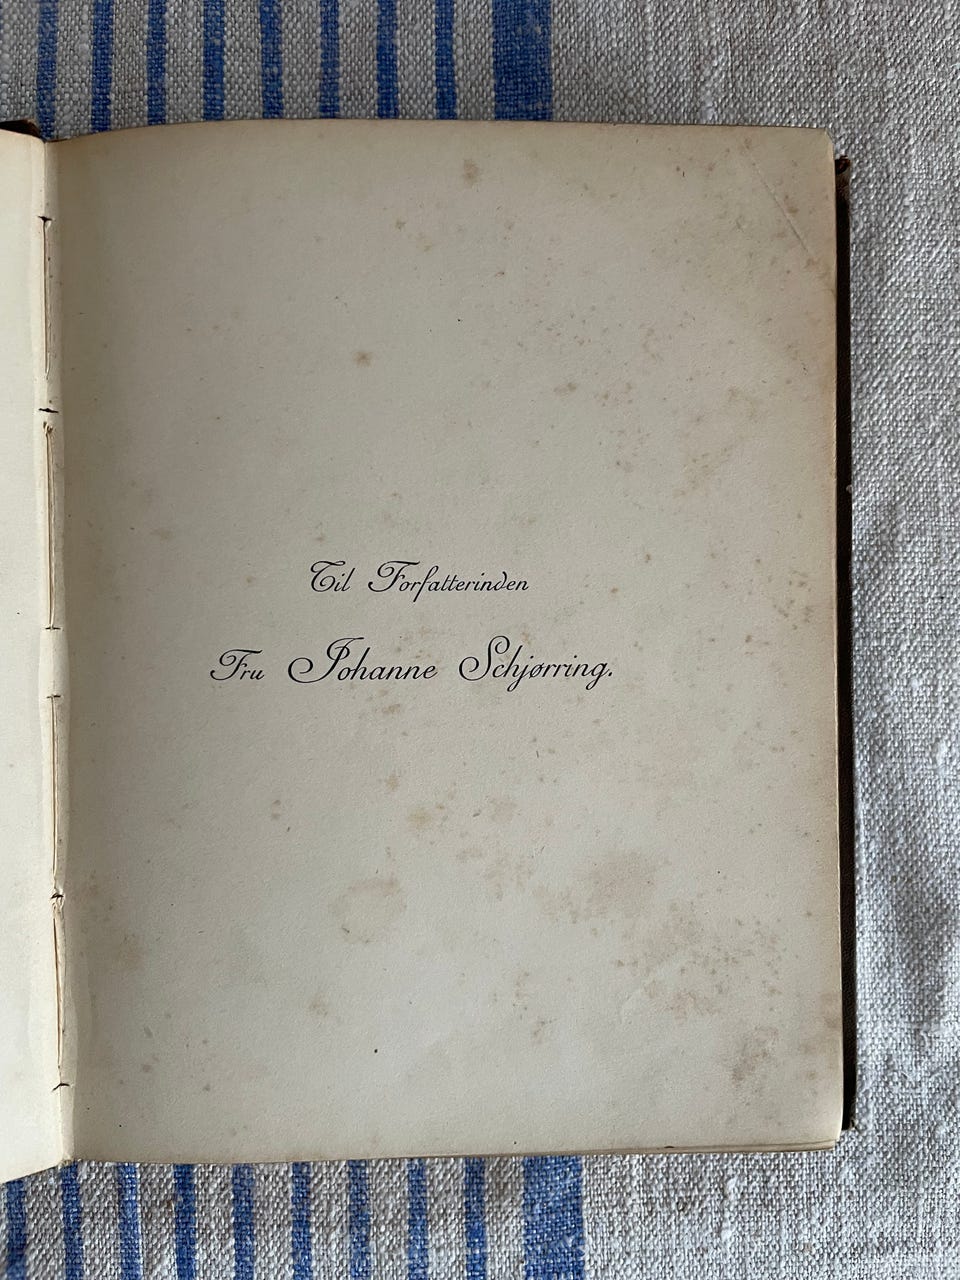 Til Forfatterinden
Fru Johanne Schjørring.